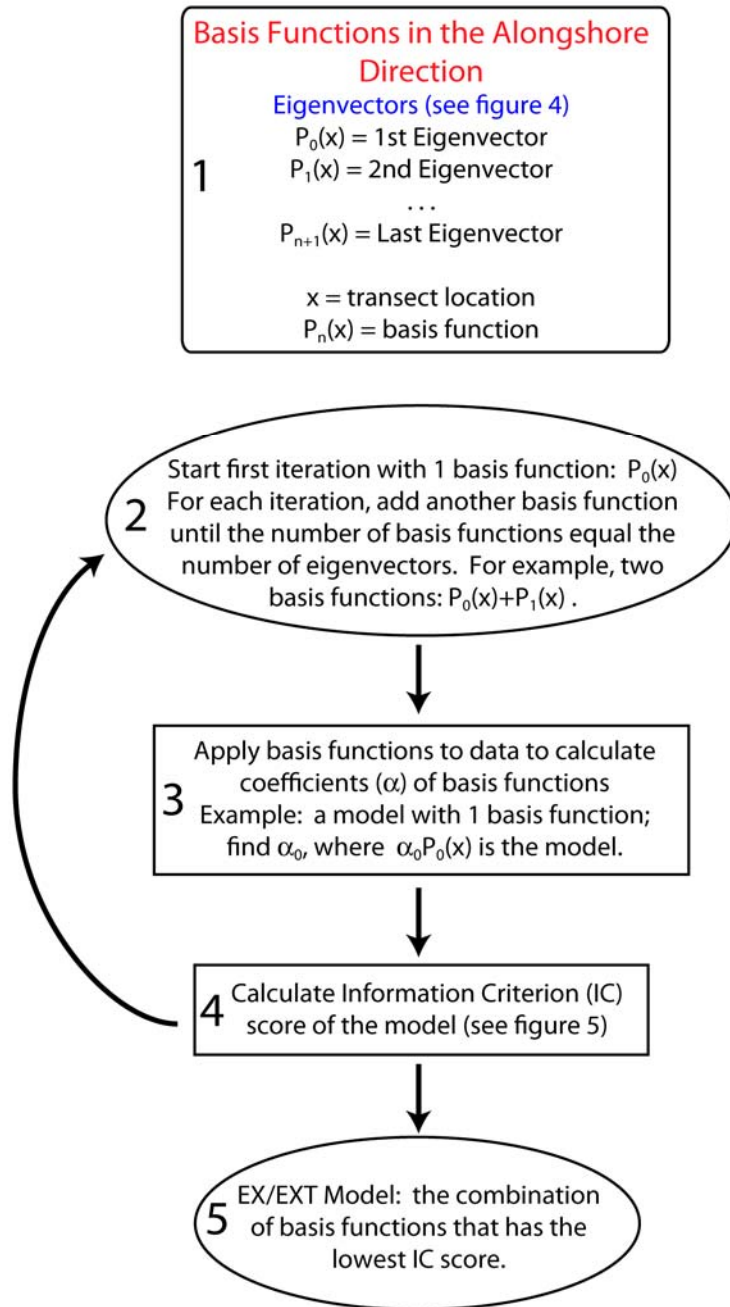 Basis Functions in the Alongshore
Direction
Eigenvectors (see figure 4)
P₀(x) = 1st Eigenvector
P₁(x) = 2nd Eigenvector
1
. . .
Pₙ₊₁(x) = Last Eigenvector
x = transect location
Pₙ(x) = basis function
Start first iteration with 1 basis function: P₀(x)
2 For each iteration, add another basis function
until the number of basis functions equal the
number of eigenvectors. For example, two
basis functions: P₀(x)+P₁(x) .
Apply basis functions to data to calculate
coefficients (α) of basis functions
3 Example: a model with 1 basis function;
find α₀, where α₀P₀(x) is the model.
4 Calculate Information Criterion (IC)
score of the model (see figure 5)
EX/EXT Model: the combination
5 of basis functions that has the
lowest IC score.